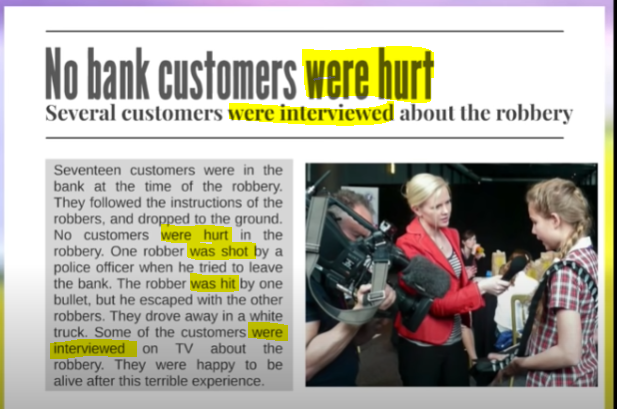 No bank customers were hurt
Several customers were interviewed about the robbery
Seventeen customers were in the
bank at the time of the robbery.
They followed the instructions of the
robbers, and dropped to the ground.
No customers were hurt in the
robbery. One robber was shot by a
police officer when he tried to leave
the bank. The robber was hit by one
bullet, but he escaped with the other
robbers. They drove away in a white
truck. Some of the customers were
interviewed on TV about the
robbery. They were happy to be
alive after this terrible experience.